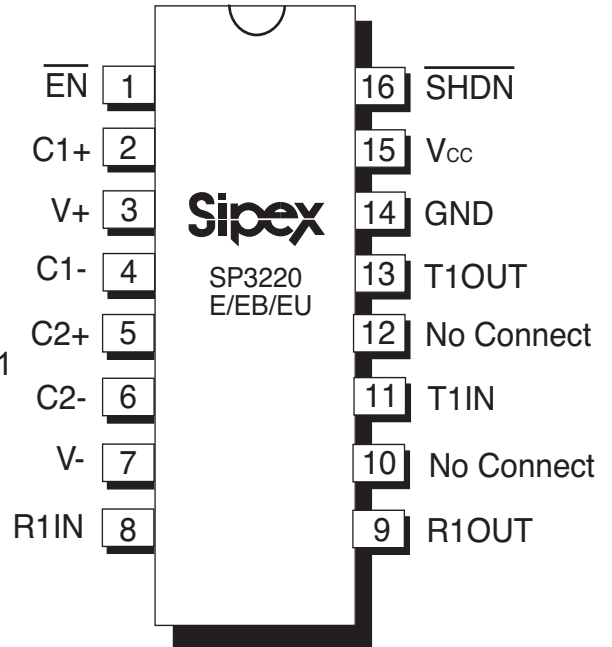 EN 1
C1+ 2
V+ 3
C1- 4
C2+ 5
1
C2- 6
V- 7
R1IN 8
Sipex
SP3220
E/EB/EU
16 SHDN
15 Vcc
14 GND
13 T1OUT
12 No Connect
11 T1IN
10 No Connect
9 R1OUT